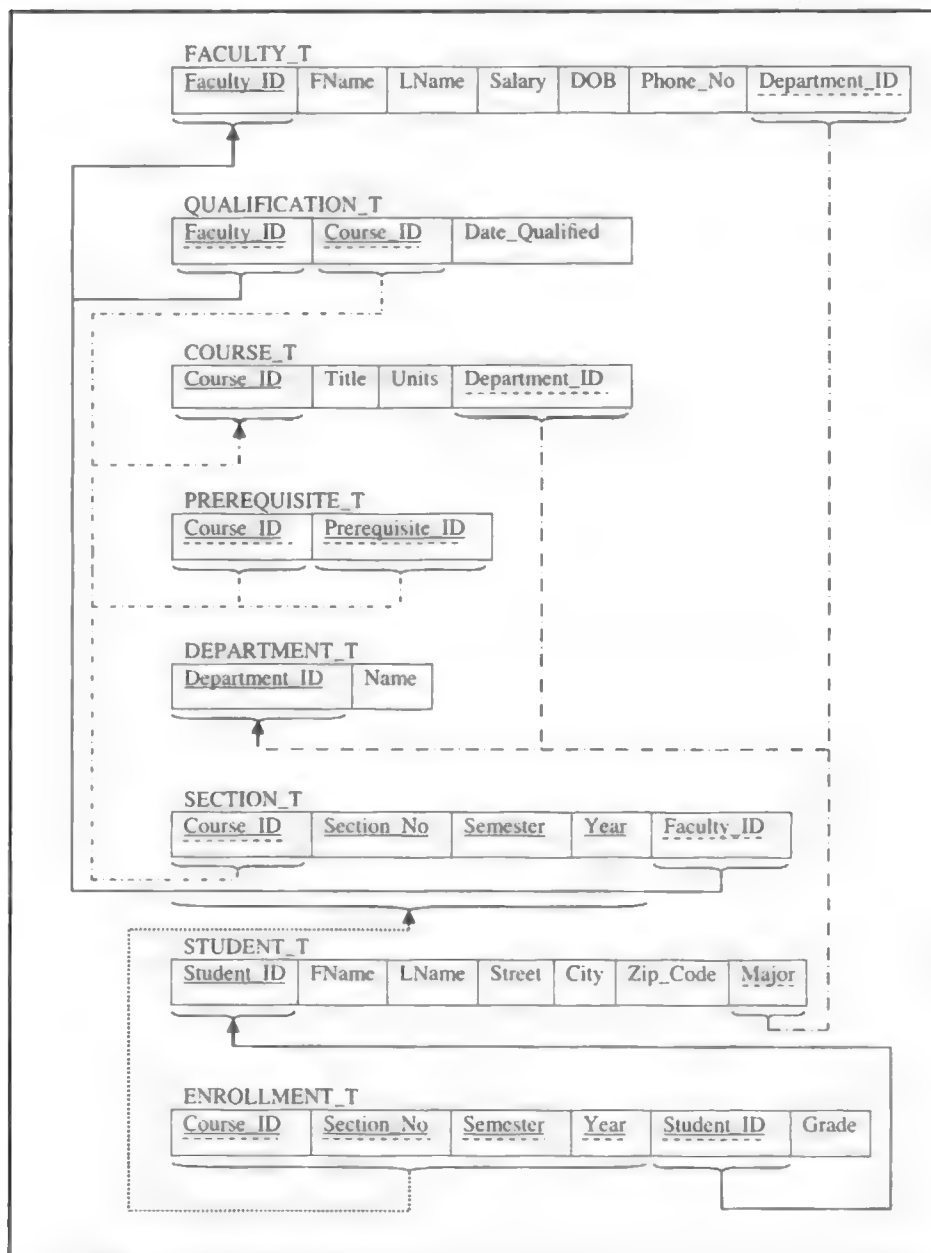 FACULTY_T
Faculty_ID FName LName Salary DOB Phone_No Department_ID
QUALIFICATION_T
Faculty_ID Course_ID Date_Qualified
COURSE_T
Course_ID Title Units Department_ID
PREREQUISITE_T
Course_ID Prerequisite_ID
DEPARTMENT_T
Department_ID Name
SECTION_T
Course_ID Section_No Semester Year Faculty_ID
STUDENT_T
Student_ID FName LName Street City Zip_Code Major
ENROLLMENT_T
Course_ID Section_No Semester Year Student_ID Grade